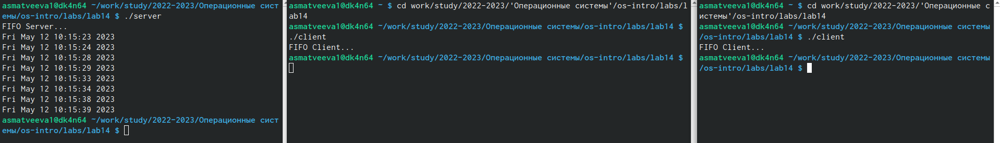 asmatveeva1@dk4n64 ~/work/study/2022-2023/Операционные сист
емы/os-intro/labs/lab14 $ ./server
FIFO Server...
Fri May 12 10:15:23 2023
Fri May 12 10:15:24 2023
Fri May 12 10:15:28 2023
Fri May 12 10:15:29 2023
Fri May 12 10:15:33 2023
Fri May 12 10:15:34 2023
Fri May 12 10:15:38 2023
Fri May 12 10:15:39 2023
asmatveeva1@dk4n64 ~/work/study/2022-2023/Операционные сист
емы/os-intro/labs/lab14 $
asmatveeva1@dk4n64 ~ $ cd work/study/2022-2023/'Операционные системы'/os-intro/labs/l
ab14
asmatveeva1@dk4n64 ~/work/study/2022-2023/Операционные системы/os-intro/labs/lab14 $
./client
FIFO Client...
asmatveeva1@dk4n64 ~/work/study/2022-2023/Операционные системы/os-intro/labs/lab14 $
asmatveeva1@dk4n64 ~ $ cd work/study/2022-2023/'Операционные с
истемы'/os-intro/labs/lab14
asmatveeva1@dk4n64 ~/work/study/2022-2023/Операционные системы
/os-intro/labs/lab14 $ ./client
FIFO Client...
asmatveeva1@dk4n64 ~/work/study/2022-2023/Операционные системы
/os-intro/labs/lab14 $